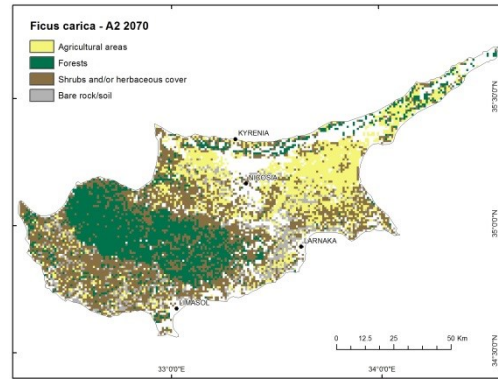 Ficus carica - A2 2070
Agricultural areas
Forests
Shrubs and/or herbaceous cover
Bare rock/soil
KYRENIA
NICOSIA
LARNAKA
LIMASOL
0 12.5 25 50 Km
35°30'0"N
35°0'0"N
34°30'0"N
33°0'0"E
34°0'0"E